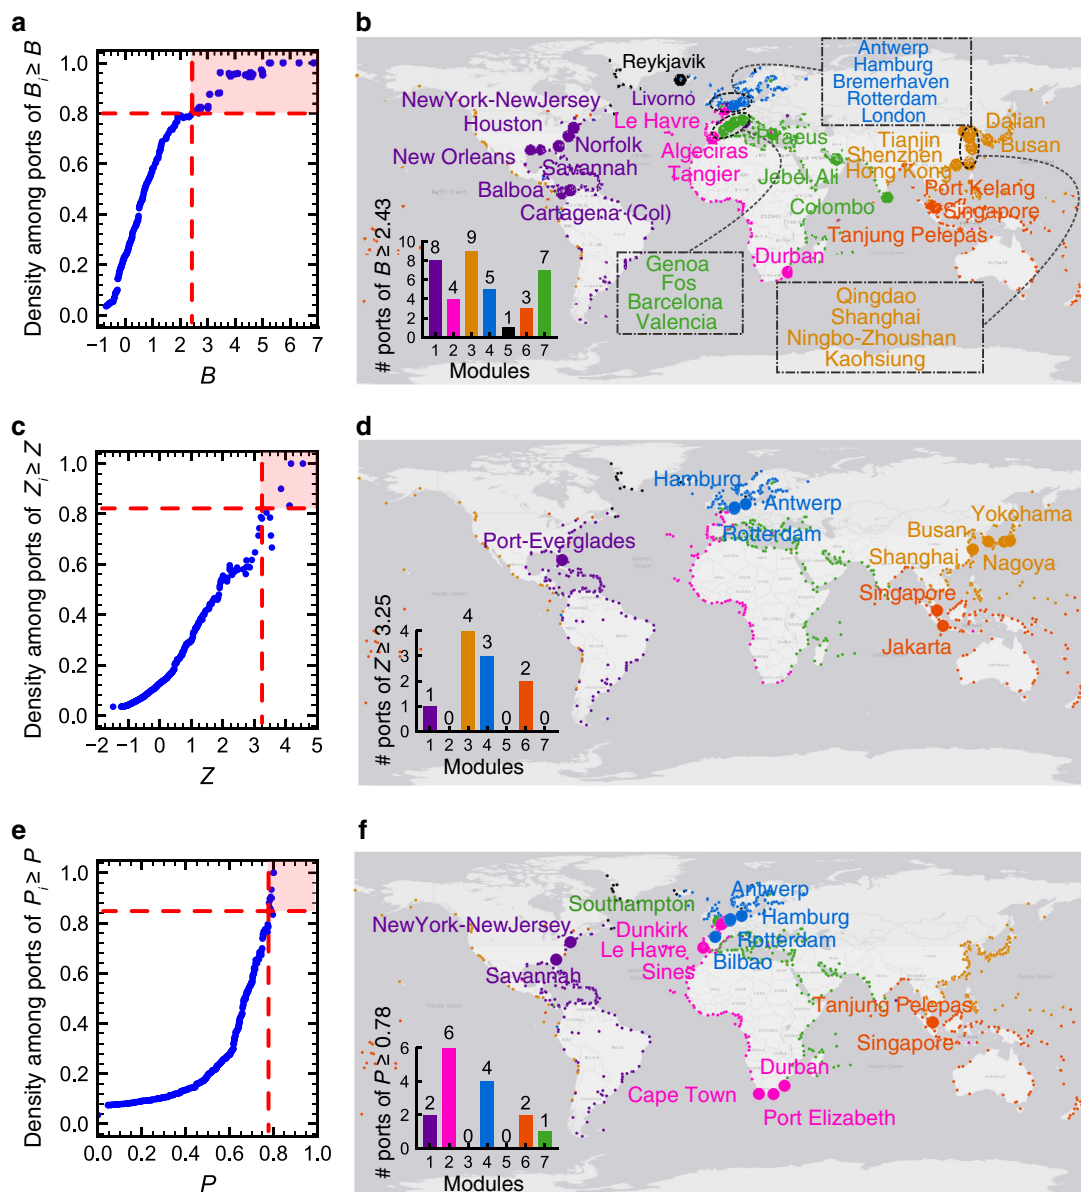 a
Density among ports of B_i ≥ B
1.0
0.8
0.6
0.4
0.2
0.0
−1 0 1 2 3 4 5 6 7
B
b
Reykjavik
Antwerp
Hamburg
Bremerhaven
Rotterdam
London
Livorno
NewYork-NewJersey
Le Havre
Houston
Piraeus
Dalian
Tianjin
Busan
Norfolk
Algeciras
Shenzhen
New Orleans
Savannah
Tangier
Jebel Ali
Hong Kong
Balboa
Port Kelang
Cartagena (Col)
Colombo
Singapore
Tanjung Pelepas
Durban
Genoa
Fos
Barcelona
Valencia
Qingdao
Shanghai
Ningbo-Zhoushan
Kaohsiung
# ports of B ≥ 2.43
10
8
6
4
2
0
8 4 9 5 1 3 7
1 2 3 4 5 6 7
Modules
c
Density among ports of Z_i ≥ Z
1.0
0.8
0.6
0.4
0.2
0.0
−2 −1 0 1 2 3 4 5
Z
d
Hamburg
Antwerp
Rotterdam
Port-Everglades
Yokohama
Busan
Shanghai
Nagoya
Singapore
Jakarta
# ports of Z ≥ 3.25
4
3
2
1
0
1 0 4 3 0 2 0
1 2 3 4 5 6 7
Modules
e
Density among ports of P_i ≥ P
1.0
0.8
0.6
0.4
0.2
0.0
0.0 0.2 0.4 0.6 0.8 1.0
P
f
Antwerp
Southampton
Hamburg
NewYork-NewJersey
Dunkirk
Rotterdam
Le Havre
Bilbao
Savannah
Sines
Tanjung Pelepas
Singapore
Durban
Cape Town
Port Elizabeth
# ports of P ≥ 0.78
6
4
2
0
2 6 0 4 0 2 1
1 2 3 4 5 6 7
Modules